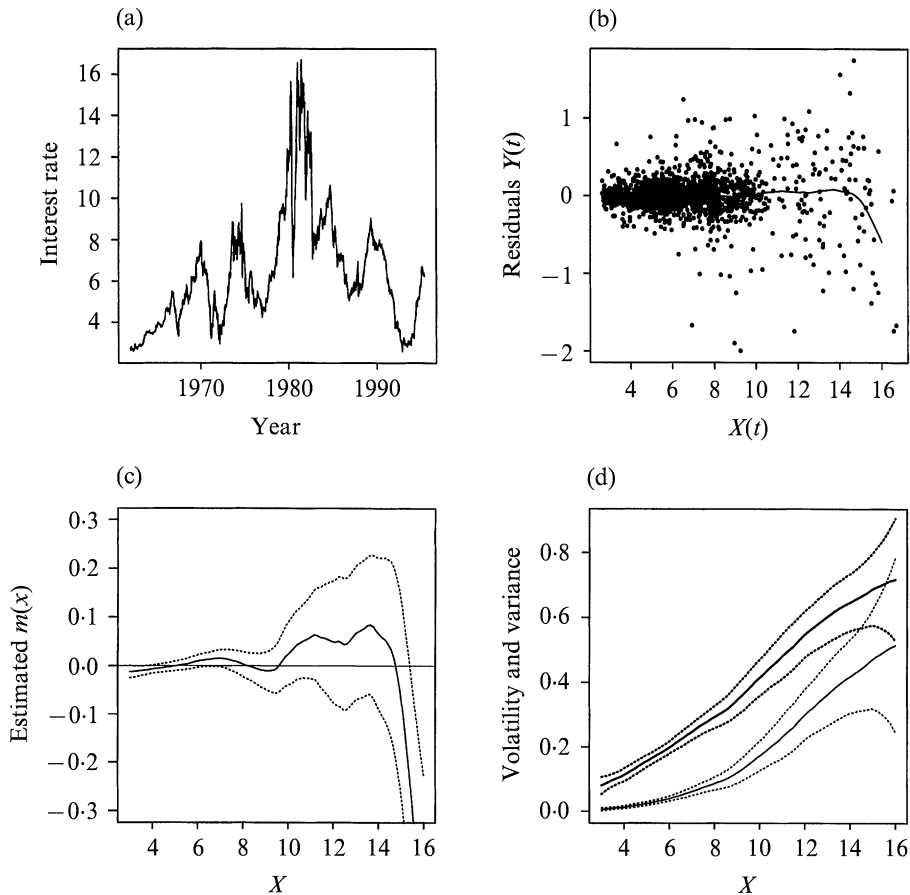 (a)
Interest rate
16
14
12
10
8
6
4
1970 1980 1990
Year
(b)
Residuals Y(t)
1
0
−1
−2
4 6 8 10 12 14 16
X(t)
(c)
Estimated m(x)
0·3
0·2
0·1
0·0
−0·1
−0·2
−0·3
4 6 8 10 12 14 16
X
(d)
Volatility and variance
0·8
0·6
0·4
0·2
0·0
4 6 8 10 12 14 16
X